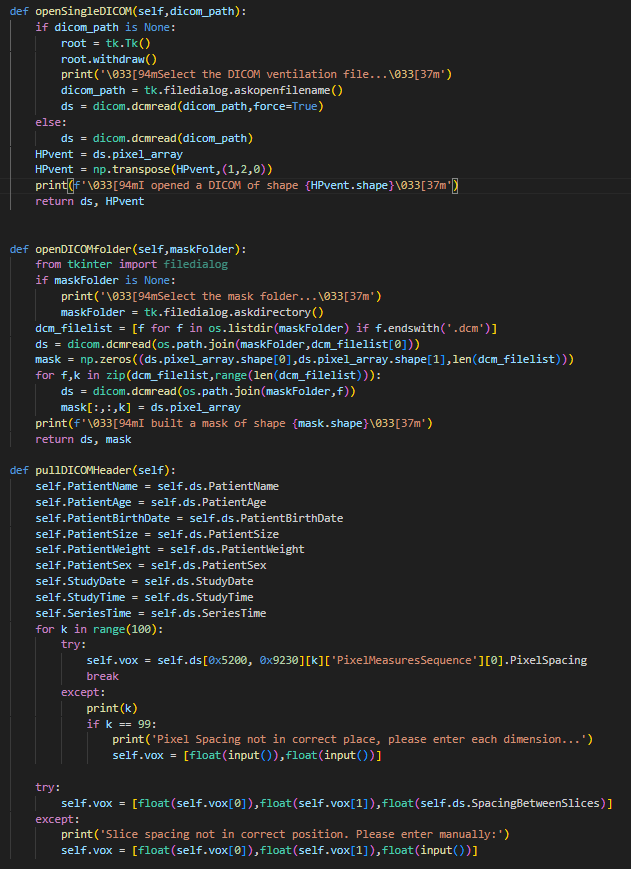 def openSingleDICOM(self,dicom_path):
    if dicom_path is None:
        root = tk.Tk()
        root.withdraw()
        print('\033[94mSelect the DICOM ventilation file...\033[37m')
        dicom_path = tk.filedialog.askopenfilename()
        ds = dicom.dcmread(dicom_path,force=True)
    else:
        ds = dicom.dcmread(dicom_path)
    HPvent = ds.pixel_array
    HPvent = np.transpose(HPvent,(1,2,0))
    print(f'\033[94mI opened a DICOM of shape {HPvent.shape}\033[37m')
    return ds, HPvent
def openDICOMfolder(self,maskFolder):
    from tkinter import filedialog
    if maskFolder is None:
        print('\033[94mSelect the mask folder...\033[37m')
        maskFolder = tk.filedialog.askdirectory()
    dcm_filelist = [f for f in os.listdir(maskFolder) if f.endswith('.dcm')]
    ds = dicom.dcmread(os.path.join(maskFolder,dcm_filelist[0]))
    mask = np.zeros((ds.pixel_array.shape[0],ds.pixel_array.shape[1],len(dcm_filelist)))
    for f,k in zip(dcm_filelist,range(len(dcm_filelist))):
        ds = dicom.dcmread(os.path.join(maskFolder,f))
        mask[:,:,k] = ds.pixel_array
    print(f'\033[94mI built a mask of shape {mask.shape}\033[37m')
    return ds, mask
def pullDICOMHeader(self):
    self.PatientName = self.ds.PatientName
    self.PatientAge = self.ds.PatientAge
    self.PatientBirthDate = self.ds.PatientBirthDate
    self.PatientSize = self.ds.PatientSize
    self.PatientWeight = self.ds.PatientWeight
    self.PatientSex = self.ds.PatientSex
    self.StudyDate = self.ds.StudyDate
    self.StudyTime = self.ds.StudyTime
    self.SeriesTime = self.ds.SeriesTime
    for k in range(100):
        try:
            self.vox = self.ds[0x5200, 0x9230][k]['PixelMeasuresSequence'][0].PixelSpacing
            break
        except:
            print(k)
            if k == 99:
                print('Pixel Spacing not in correct place, please enter each dimension...')
                self.vox = [float(input()),float(input())]
    try:
        self.vox = [float(self.vox[0]),float(self.vox[1]),float(self.ds.SpacingBetweenSlices)]
    except:
        print('Slice spacing not in correct position. Please enter manually:')
        self.vox = [float(self.vox[0]),float(self.vox[1]),float(input())]